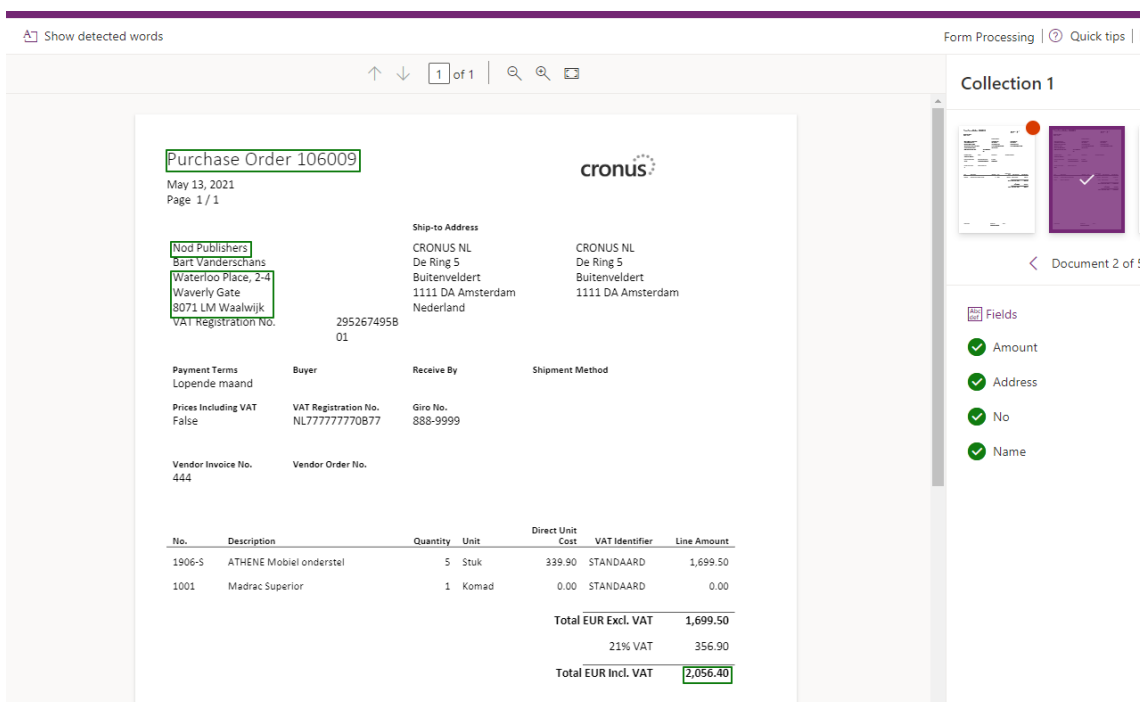 Show detected words
Form Processing | Quick tips |
1 of 1
Collection 1
Purchase Order 106009
cronus
May 13, 2021
Page 1 / 1
Ship-to Address
Nod Publishers CRONUS NL CRONUS NL
Bart Vanderschans De Ring 5 De Ring 5
Waterloo Place, 2-4 Buitenveldert Buitenveldert
Waverly Gate 1111 DA Amsterdam 1111 DA Amsterdam
8071 LM Waalwijk Nederland
VAT Registration No. 295267495B
01
Payment Terms Buyer Receive By Shipment Method
Lopende maand
Prices Including VAT VAT Registration No. Giro No.
False NL777777770B77 888-9999
Vendor Invoice No. Vendor Order No.
444
No. Description Quantity Unit Direct Unit Cost VAT Identifier Line Amount
1906-S ATHENE Mobiel onderstel 5 Stuk 339.90 STANDAARD 1,699.50
1001 Madrac Superior 1 Komad 0.00 STANDAARD 0.00
Total EUR Excl. VAT 1,699.50
21% VAT 356.90
Total EUR Incl. VAT 2,056.40
Document 2 of 5
Abc def Fields
Amount
Address
No
Name